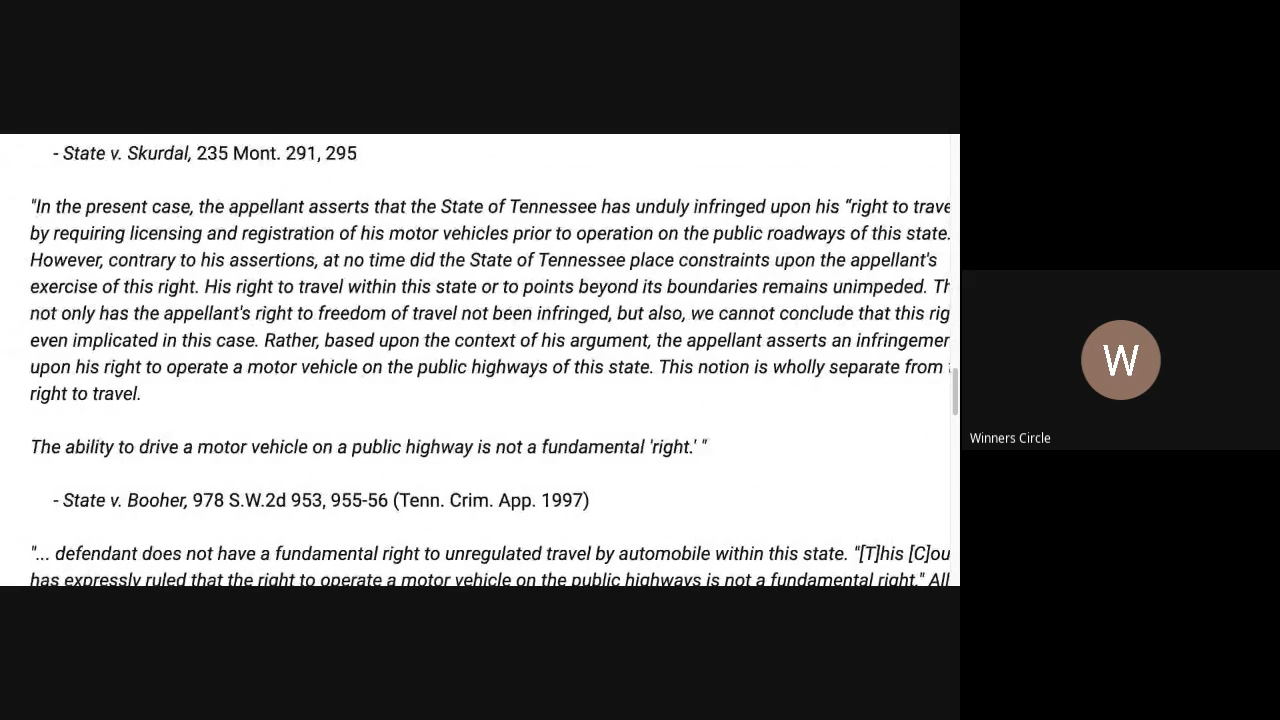 - State v. Skurdal, 235 Mont. 291, 295
"In the present case, the appellant asserts that the State of Tennessee has unduly infringed upon his “right to
by requiring licensing and registration of his motor vehicles prior to operation on the public roadways of this state.
However, contrary to his assertions, at no time did the State of Tennessee place constraints upon the appellant's
exercise of this right. His right to travel within this state or to points beyond its boundaries remains unimpeded.
not only has the appellant's right to freedom of travel not been infringed, but also, we cannot conclude that this
even implicated in this case. Rather, based upon the context of his argument, the appellant asserts an
upon his right to operate a motor vehicle on the public highways of this state. This notion is wholly separate from
right to travel.
The ability to drive a motor vehicle on a public highway is not a fundamental 'right.' "
- State v. Booher, 978 S.W.2d 953, 955-56 (Tenn. Crim. App. 1997)
"... defendant does not have a fundamental right to unregulated travel by automobile within this state. "[T]his
has expressly ruled that the right to operate a motor vehicle on the public highways is not a fundamental right." All
W
Winners Circle